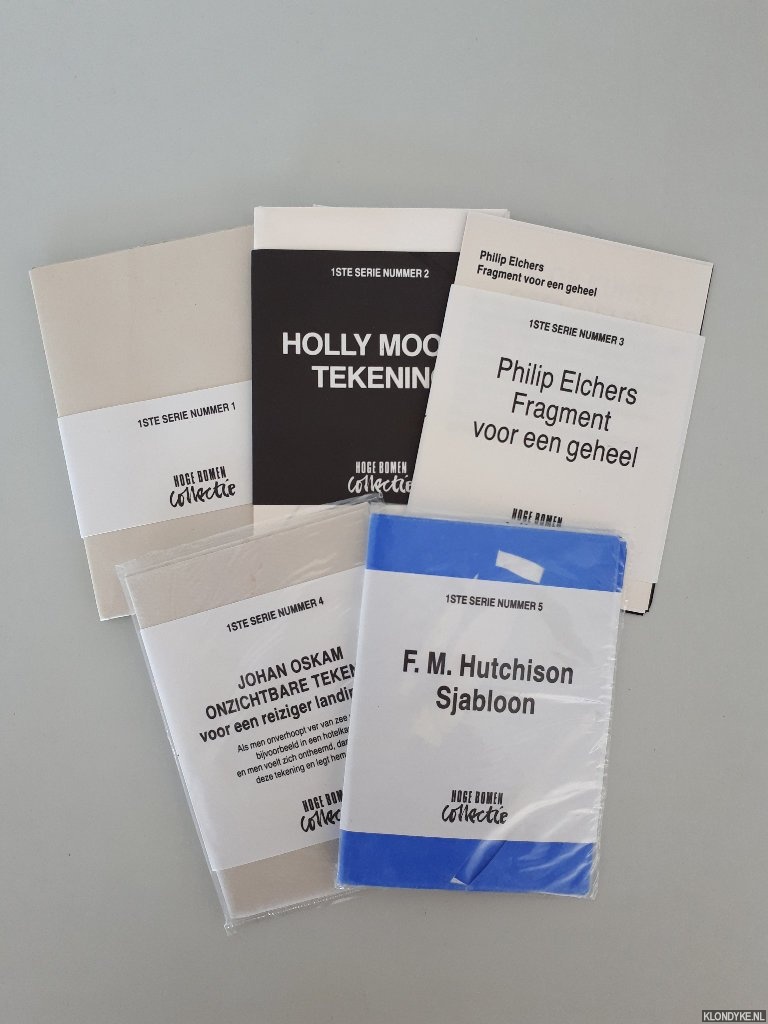 1STE SERIE NUMMER 1
HOGE BOMEN
collectie
1STE SERIE NUMMER 2
HOLLY MOO
TEKENING
HOGE BOMEN
collectie
Philip Elchers
Fragment voor een geheel
1STE SERIE NUMMER 3
Philip Elchers
Fragment
voor een geheel
HOGE BOMEN
1STE SERIE NUMMER 4
JOHAN OSKAM
ONZICHTBARE TEKEN
voor een reiziger landin
Als men onverhoopt ver van zee
bijvoorbeeld in een hotelka
en men voelt zich ontheemd, da
deze tekening en legt hem
HOGE BOMEN
collectie
1STE SERIE NUMMER 5
F. M. Hutchison
Sjabloon
HOGE BOMEN
collectie
KLONDYKE.NL